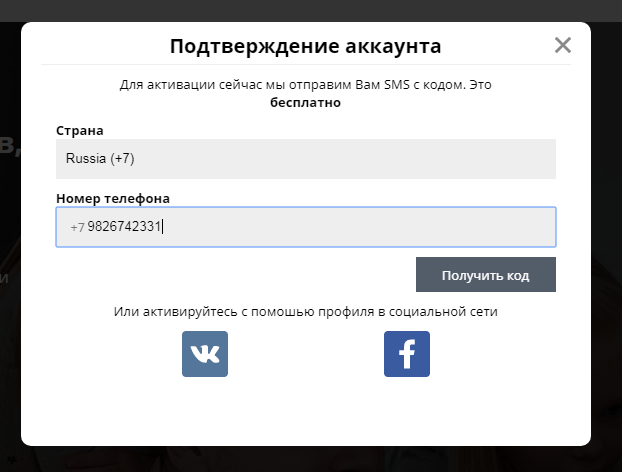 Подтверждение аккаунта
Для активации сейчас мы отправим Вам SMS с кодом. Это
бесплатно
Страна
Russia (+7)
Номер телефона
+7 9826742331
Получить код
Или активируйтесь с помошью профиля в социальной сети